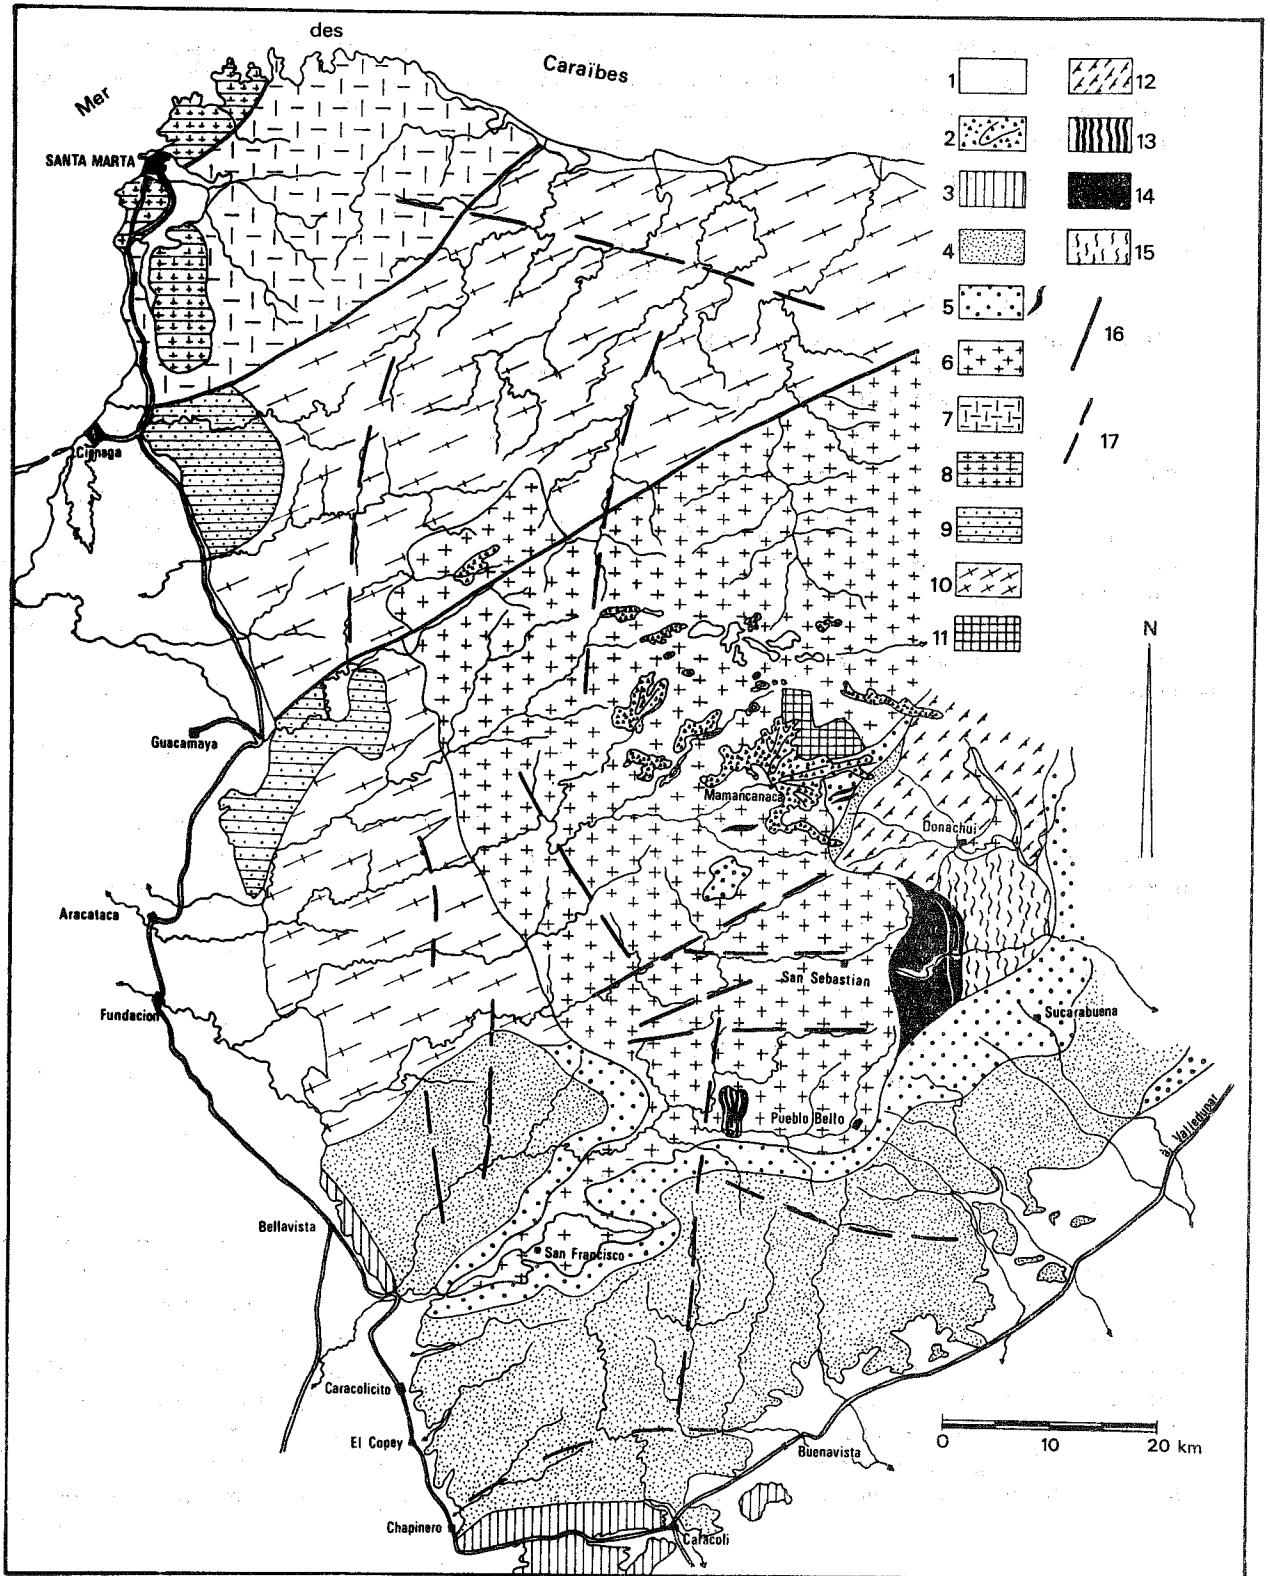 des
Caraïbes
Mer
SANTA MARTA
Ciénaga
Guacamaya
Mamancanaca
Donachui
Aracataca
San Sebastian
Fundacion
Sucarabuena
Pueblo Bello
à Valledupar
Bellavista
San Francisco
Caracolicito
El Copey
Buenavista
Chapinero
Caracoli
1
2
3
4
5
6
7
8
9
10
11
12
13
14
15
16
17
N
0 10 20 km